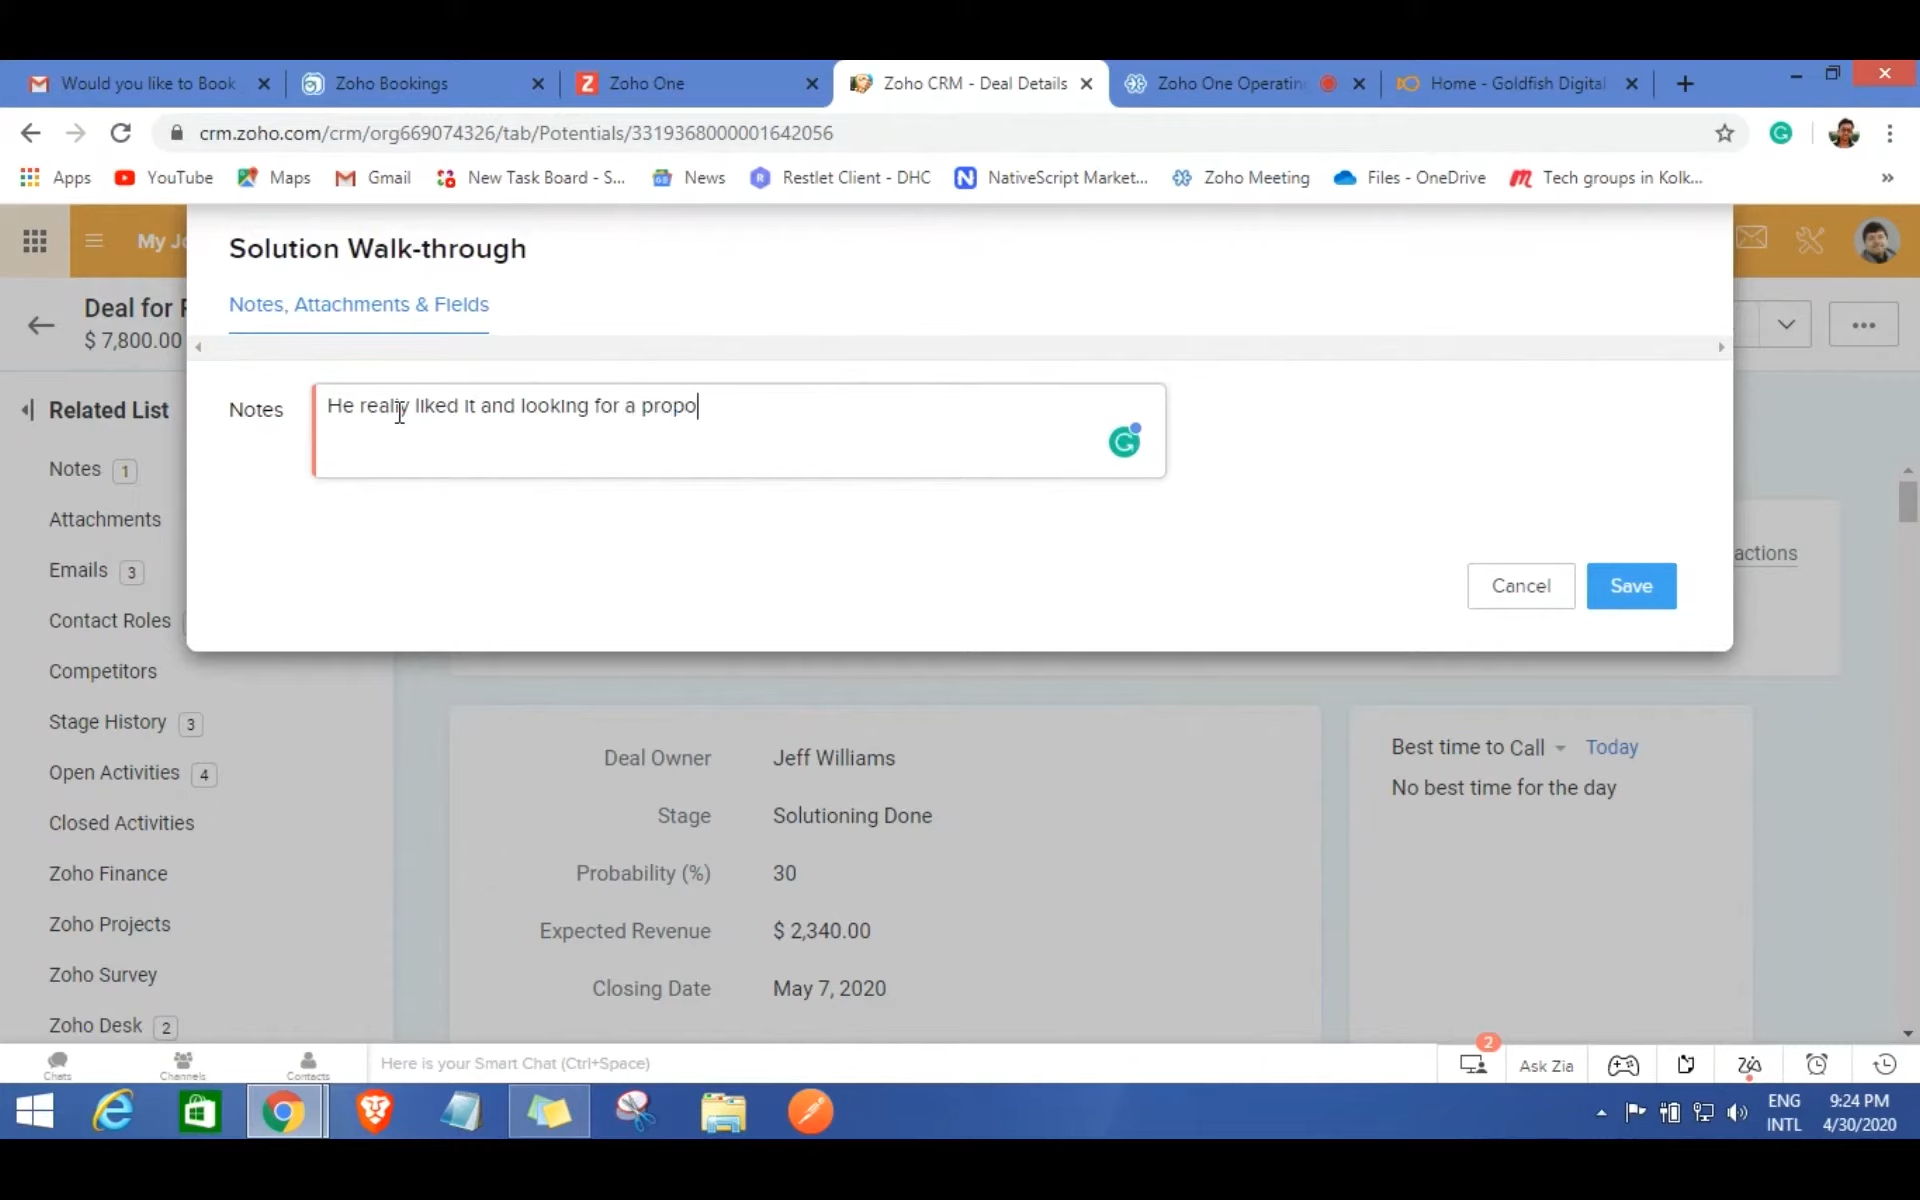 Would you like to Book
Zoho Bookings
Zoho One
Zoho CRM - Deal Details
Zoho One Operatin
Home - Goldfish Digital
crm.zoho.com/crm/org669074326/tab/Potentials/3319368000001642056
Apps
YouTube
Maps
Gmail
New Task Board - S...
News
Restlet Client - DHC
NativeScript Market...
Zoho Meeting
Files - OneDrive
Tech groups in Kolk...
»
My Jo
Solution Walk-through
Notes, Attachments & Fields
Deal for
$ 7,800.00
Notes
He really liked it and looking for a propo
Cancel
Save
Related List
Notes 1
Attachments
Emails 3
Contact Roles
Competitors
Stage History 3
Open Activities 4
Closed Activities
Zoho Finance
Zoho Projects
Zoho Survey
Zoho Desk 2
actions
Deal Owner Jeff Williams
Stage Solutioning Done
Probability (%) 30
Expected Revenue $ 2,340.00
Closing Date May 7, 2020
Best time to Call Today
No best time for the day
Chats
Channels
Contacts
Here is your Smart Chat (Ctrl+Space)
2
Ask Zia
ENG
INTL
9:24 PM
4/30/2020